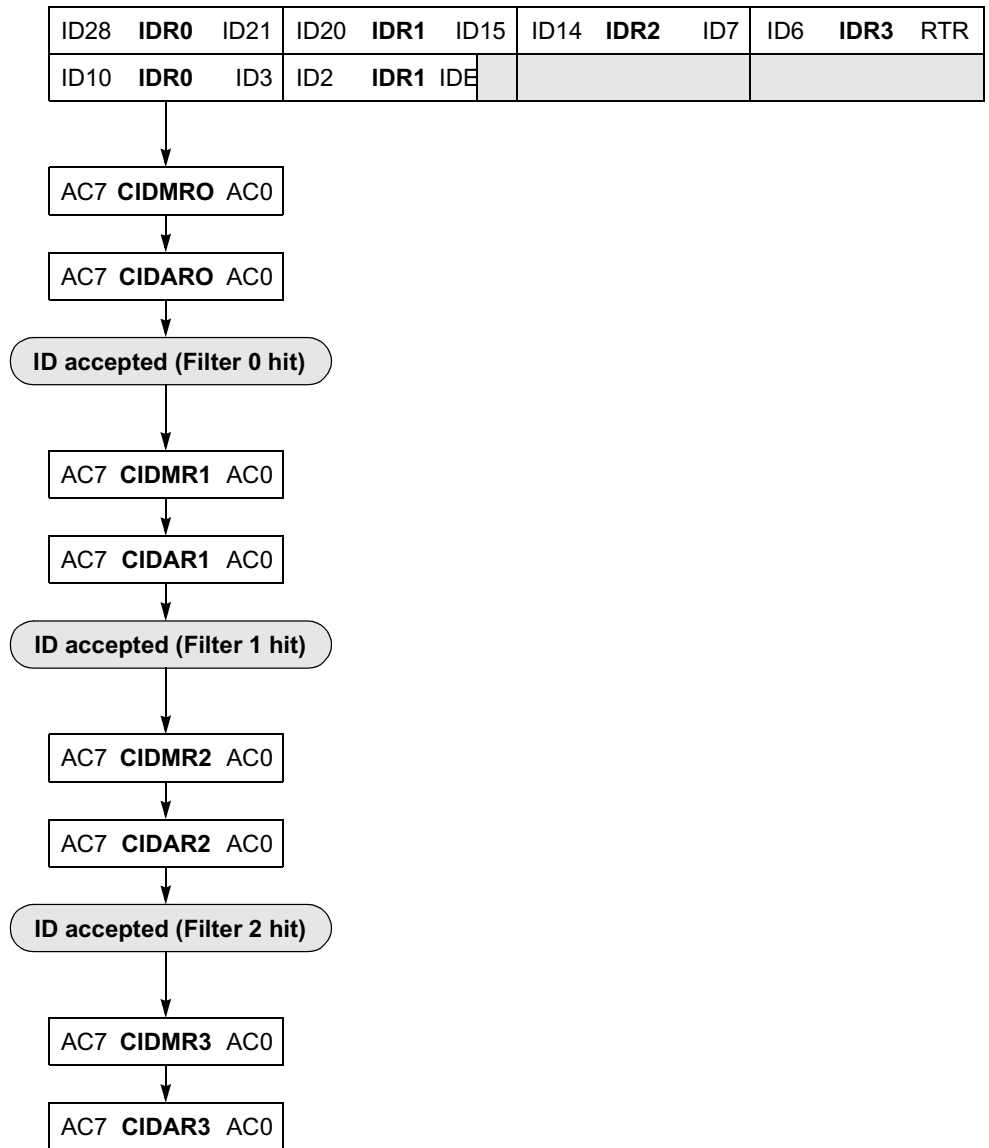 ID28 IDR0 ID21 ID20 IDR1 ID15 ID14 IDR2 ID7 ID6 IDR3 RTR
ID10 IDR0 ID3 ID2 IDR1 IDE
AC7 CIDMRO AC0
AC7 CIDARO AC0
ID accepted (Filter 0 hit)
AC7 CIDMR1 AC0
AC7 CIDAR1 AC0
ID accepted (Filter 1 hit)
AC7 CIDMR2 AC0
AC7 CIDAR2 AC0
ID accepted (Filter 2 hit)
AC7 CIDMR3 AC0
AC7 CIDAR3 AC0